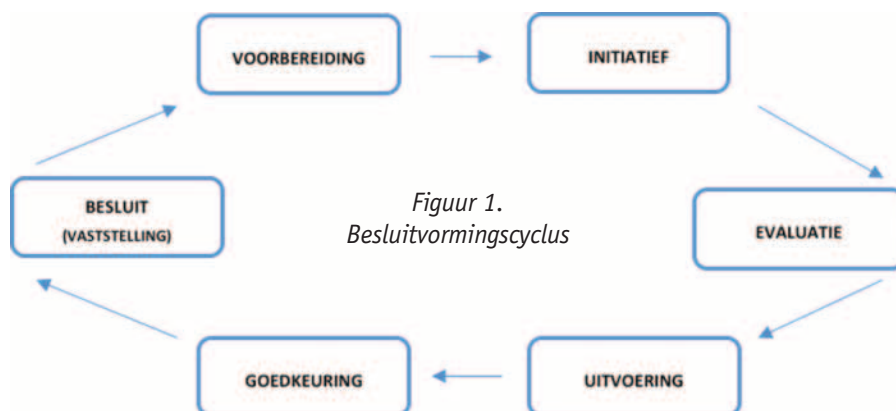 VOORBEREIDING
INITIATIEF
BESLUIT
(VASTSTELLING)
Figuur 1.
Besluitvormingscyclus
EVALUATIE
GOEDKEURING
UITVOERING